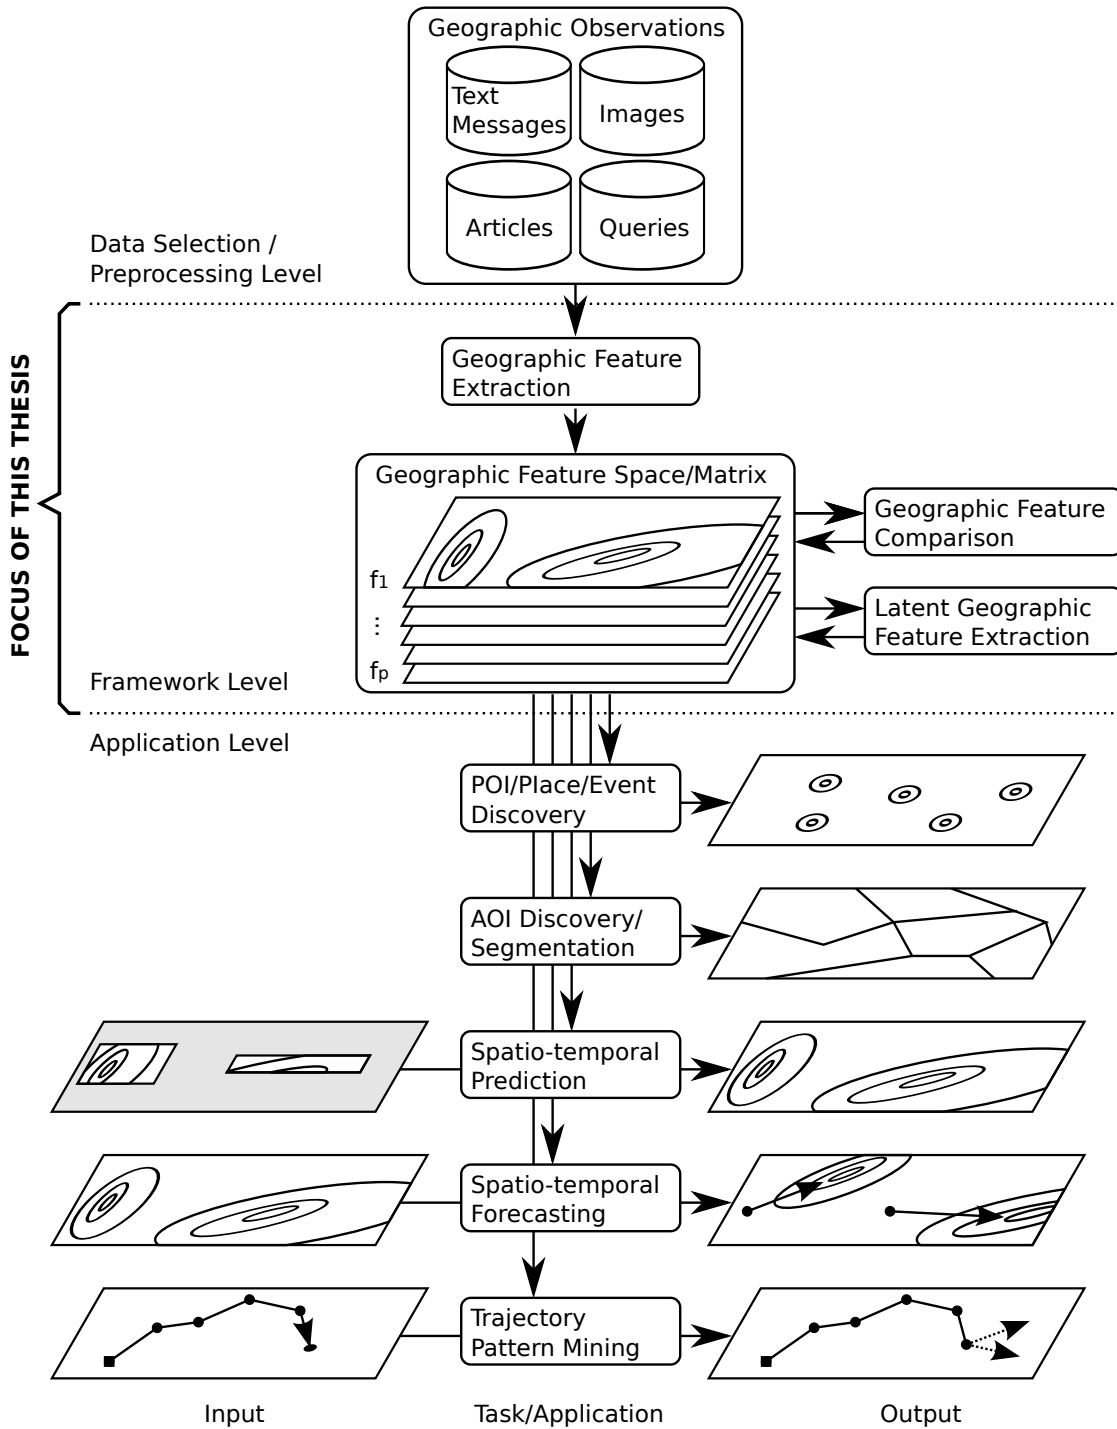 Geographic Observations
Text
Messages
Images
Articles
Queries
Data Selection /
Preprocessing Level
FOCUS OF THIS THESIS
Geographic Feature
Extraction
Geographic Feature Space/Matrix
f1
⋮
fp
Geographic Feature
Comparison
Latent Geographic
Feature Extraction
Framework Level
Application Level
POI/Place/Event
Discovery
AOI Discovery/
Segmentation
Spatio-temporal
Prediction
Spatio-temporal
Forecasting
Trajectory
Pattern Mining
Input
Task/Application
Output